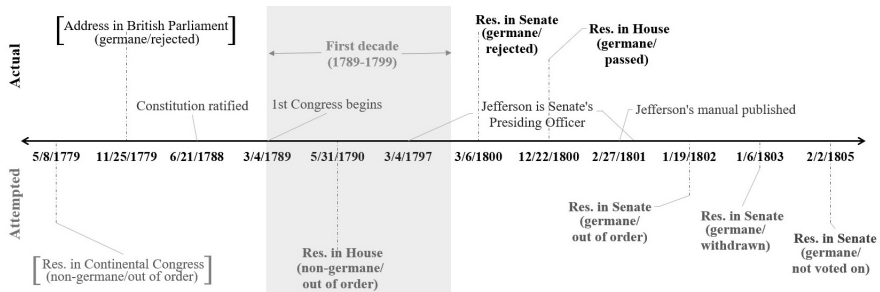 Actual
[Address in British Parliament
(germane/rejected)]
First decade
(1789-1799)
Res. in Senate
(germane/
rejected)
Res. in House
(germane/
passed)
Constitution ratified
1st Congress begins
Jefferson is Senate's
Presiding Officer
Jefferson's manual published
5/8/1779 11/25/1779 6/21/1788 3/4/1789 5/31/1790 3/4/1797 3/6/1800 12/22/1800 2/27/1801 1/19/1802 1/6/1803 2/2/1805
Attempted
[Res. in Continental Congress
(non-germane/out of order)]
Res. in House
(non-germane/
out of order)
Res. in Senate
(germane/
out of order)
Res. in Senate
(germane/
withdrawn)
Res. in Senate
(germane/
not voted on)